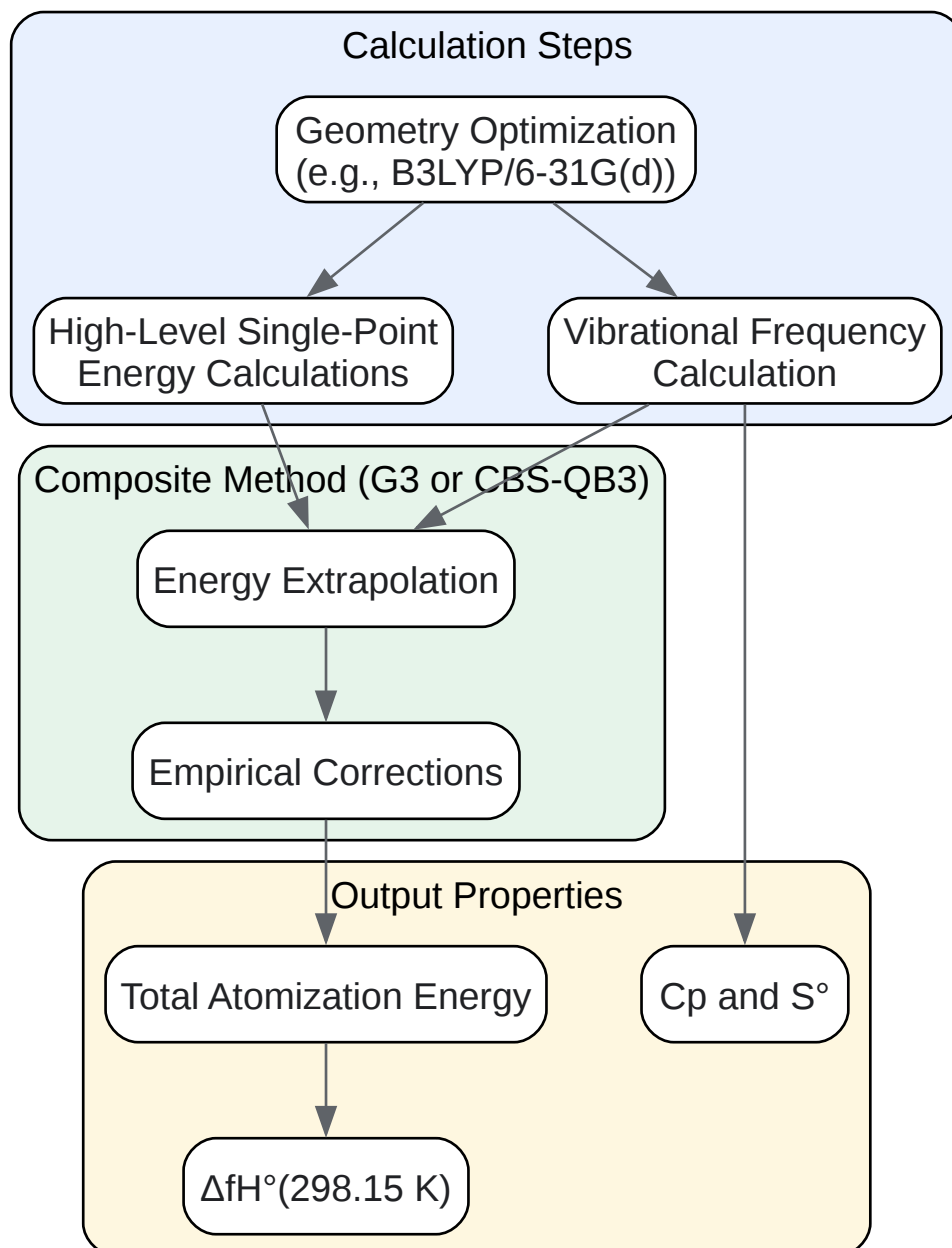 Calculation Steps
Geometry Optimization
(e.g., B3LYP/6-31G(d))
High-Level Single-Point
Energy Calculations
Vibrational Frequency
Calculation
Composite Method (G3 or CBS-QB3)
Energy Extrapolation
Empirical Corrections
Output Properties
Total Atomization Energy
Cp and S°
ΔfH°(298.15 K)